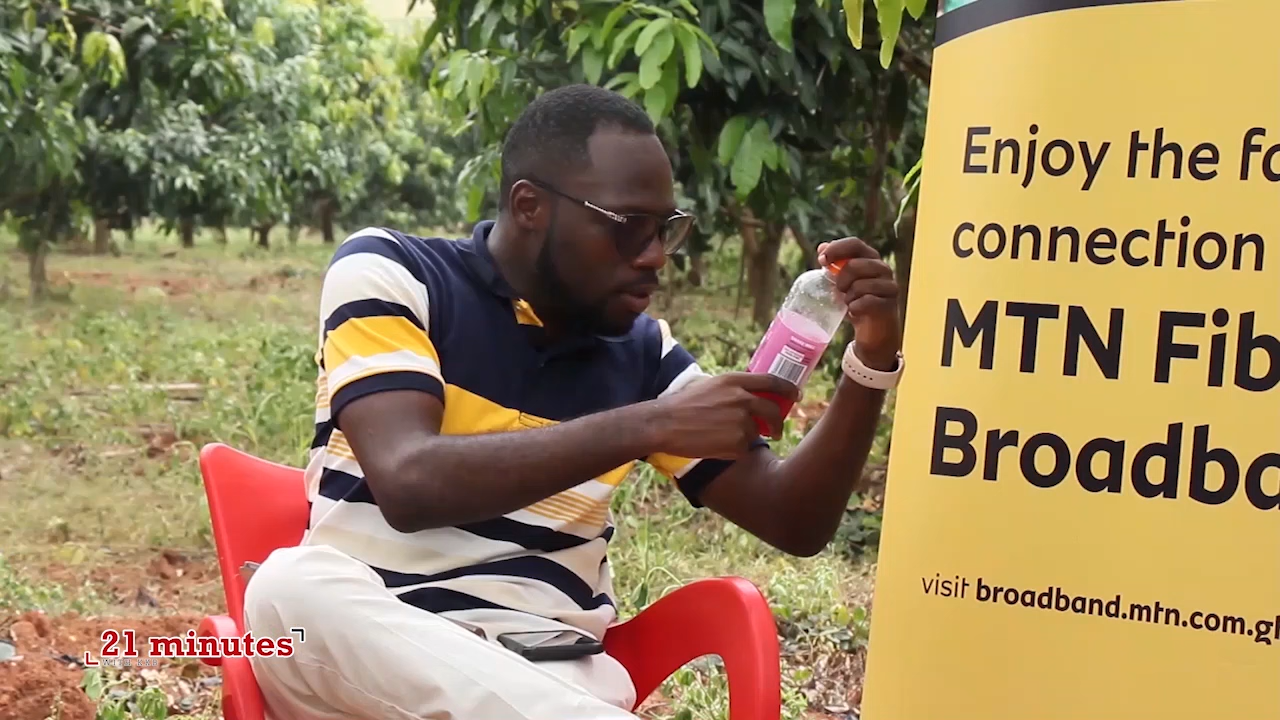 Enjoy the fa
connection
MTN Fib
Broadba
visit broadband.mtn.com.gh
21 minutes